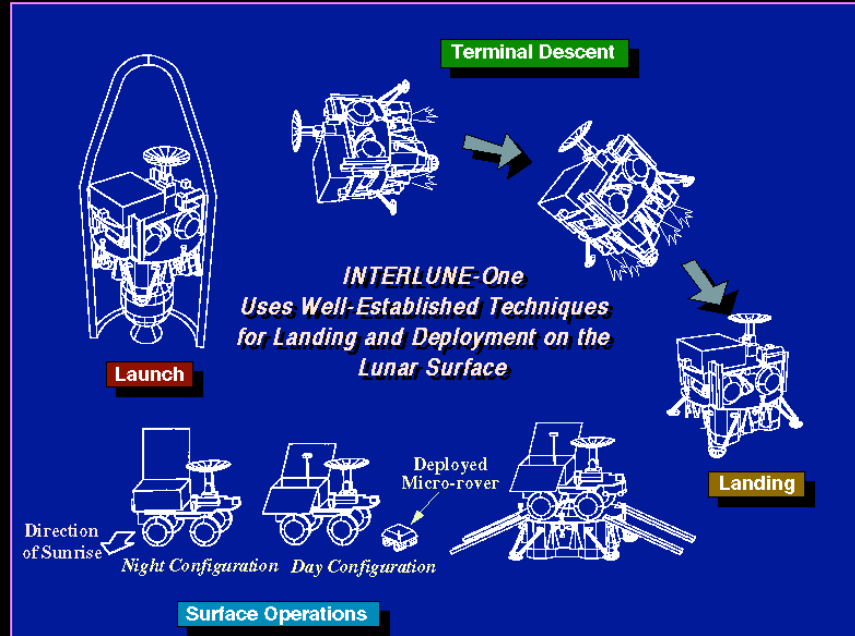 Terminal Descent
INTERLUNE-One
Uses Well-Established Techniques
for Landing and Deployment on the
Lunar Surface
Launch
Landing
Deployed
Micro-rover
Direction
of Sunrise
Night Configuration
Day Configuration
Surface Operations